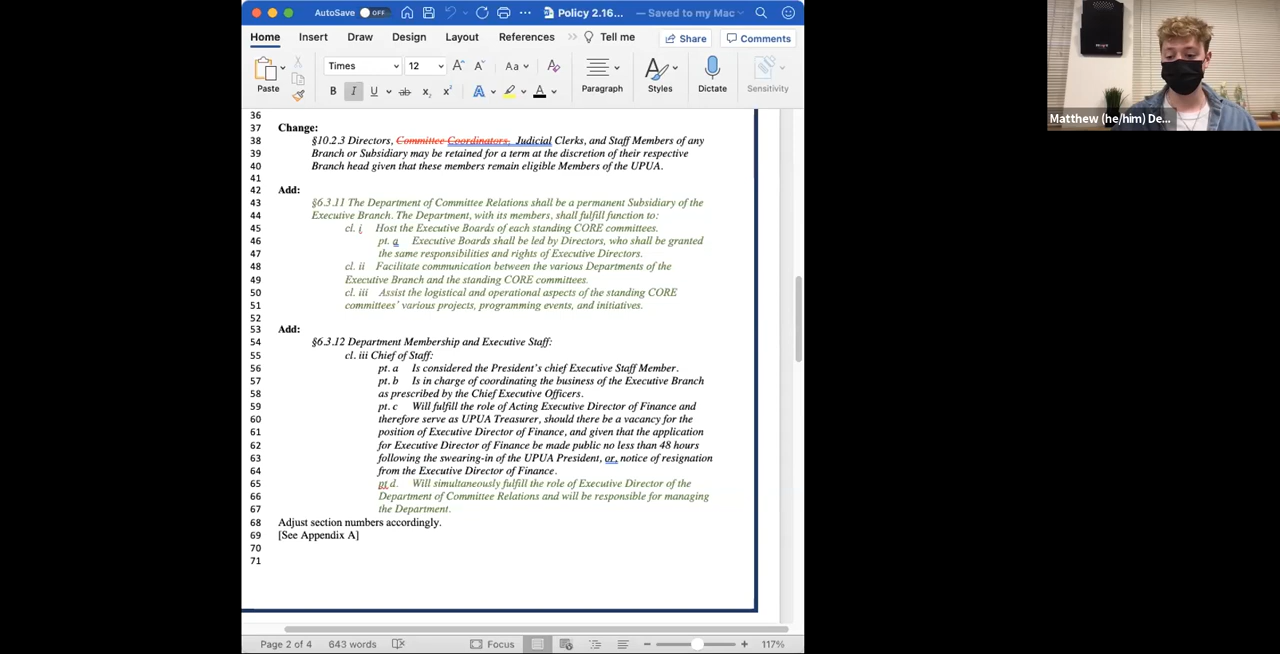 AutoSave OFF Policy 2.16... — Saved to my Mac
Home Insert Draw Design Layout References Tell me Share Comments
Times 12 Aa
Paste B I U ab x₂ x² A A Paragraph Styles Dictate Sensitivity
36
37 Change:
38 §10.2.3 Directors, Committee Coordinators, Judicial Clerks, and Staff Members of any
39 Branch or Subsidiary may be retained for a term at the discretion of their respective
40 Branch head given that these members remain eligible Members of the UPUA.
41
42 Add:
43 §6.3.11 The Department of Committee Relations shall be a permanent Subsidiary of the
44 Executive Branch. The Department, with its members, shall fulfill function to:
45 cl. i Host the Executive Boards of each standing CORE committees.
46 pt. a Executive Boards shall be led by Directors, who shall be granted
47 the same responsibilities and rights of Executive Directors.
48 cl. ii Facilitate communication between the various Departments of the
49 Executive Branch and the standing CORE committees.
50 cl. iii Assist the logistical and operational aspects of the standing CORE
51 committees' various projects, programming events, and initiatives.
52
53 Add:
54 §6.3.12 Department Membership and Executive Staff:
55 cl. iii Chief of Staff:
56 pt. a Is considered the President's chief Executive Staff Member.
57 pt. b Is in charge of coordinating the business of the Executive Branch
58 as prescribed by the Chief Executive Officers.
59 pt. c Will fulfill the role of Acting Executive Director of Finance and
60 therefore serve as UPUA Treasurer, should there be a vacancy for the
61 position of Executive Director of Finance, and given that the application
62 for Executive Director of Finance be made public no less than 48 hours
63 following the swearing-in of the UPUA President, or, notice of resignation
64 from the Executive Director of Finance.
65 pt d. Will simultaneously fulfill the role of Executive Director of the
66 Department of Committee Relations and will be responsible for managing
67 the Department.
68 Adjust section numbers accordingly.
69 [See Appendix A]
70
71
Page 2 of 4 643 words Focus 117%
Matthew (he/him) De...